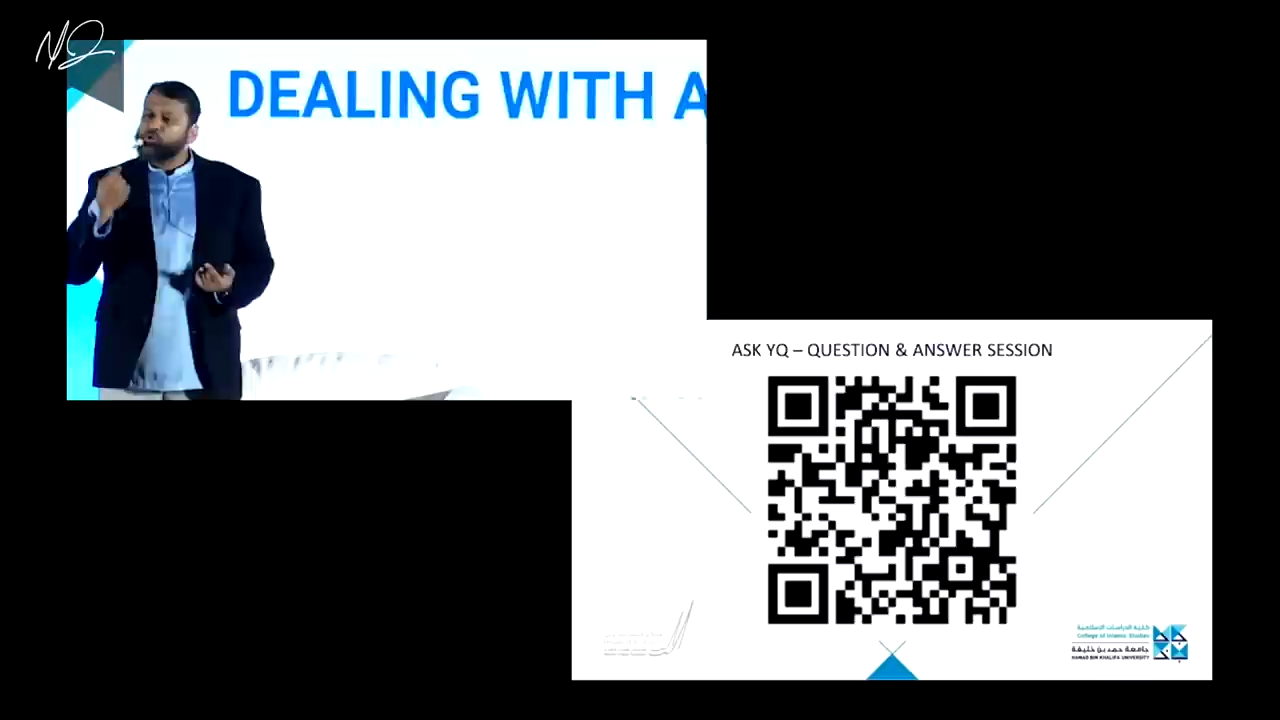 DEALING WITH A
ASK YQ – QUESTION & ANSWER SESSION
كلية الدراسات الإسلامية
College of Islamic Studies
جامعة حمد بن خليفة
HAMAD BIN KHALIFA UNIVERSITY